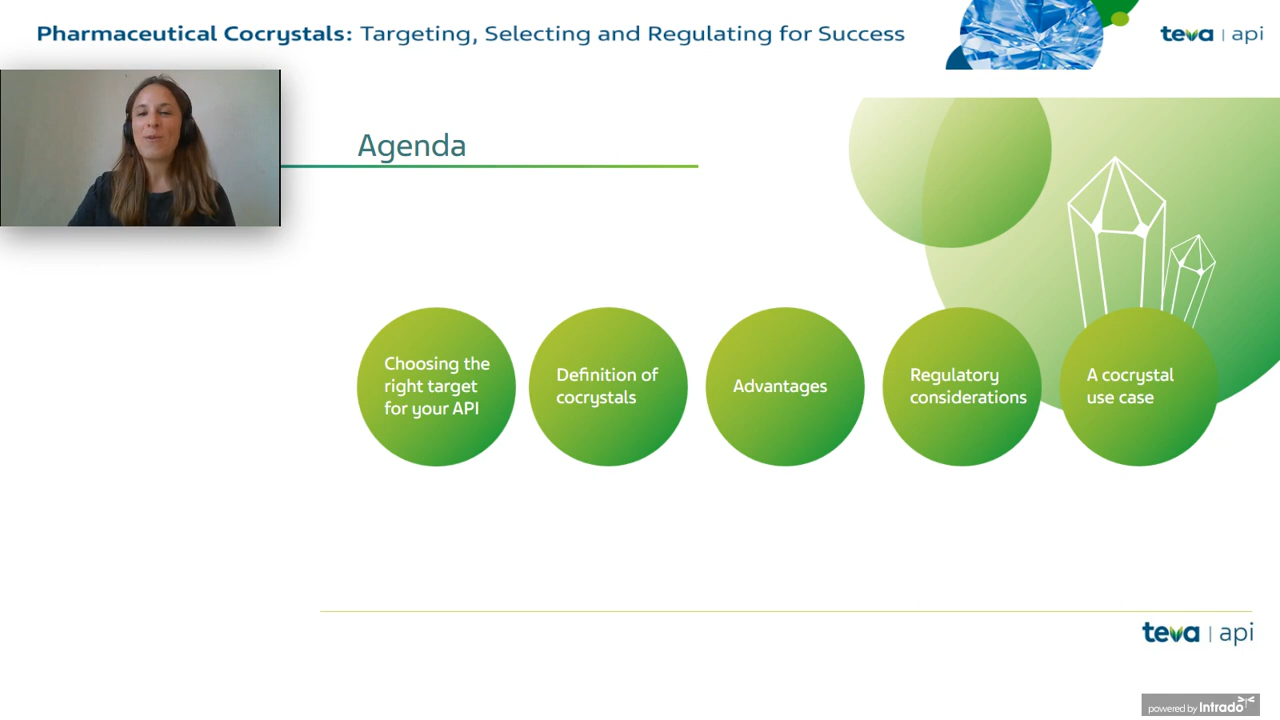 Pharmaceutical Cocrystals: Targeting, Selecting and Regulating for Success
teva | api
Agenda
Choosing the
right target
for your API
Definition of
cocrystals
Advantages
Regulatory
considerations
A cocrystal
use case
teva | api
powered by Intrado